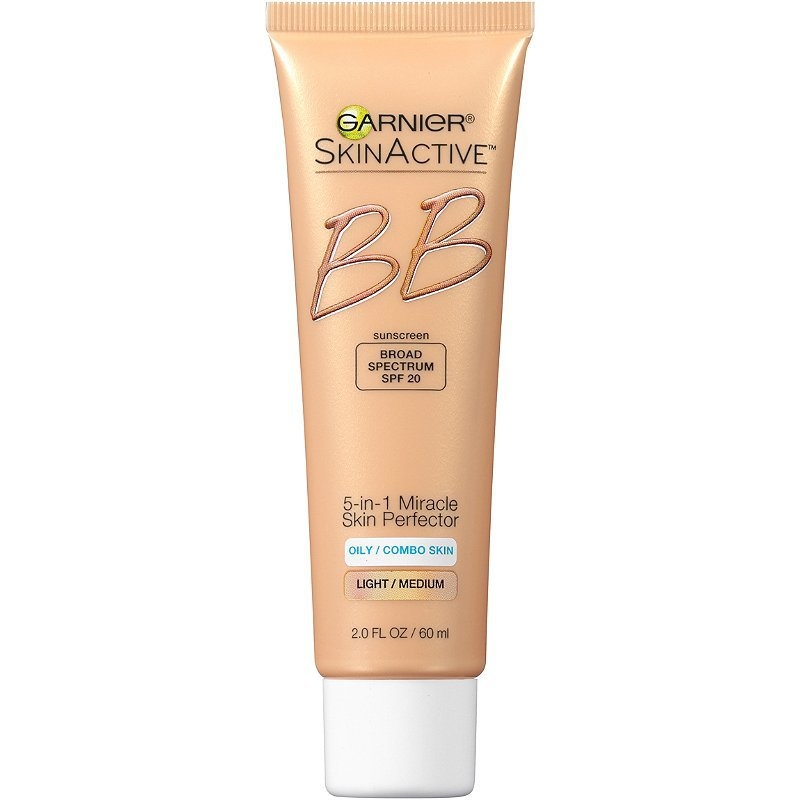 GARNIER®
SKINACTIVE™
BB
sunscreen
BROAD
SPECTRUM
SPF 20
5-in-1 Miracle
Skin Perfector
OILY / COMBO SKIN
LIGHT / MEDIUM
2.0 FL OZ / 60 ml